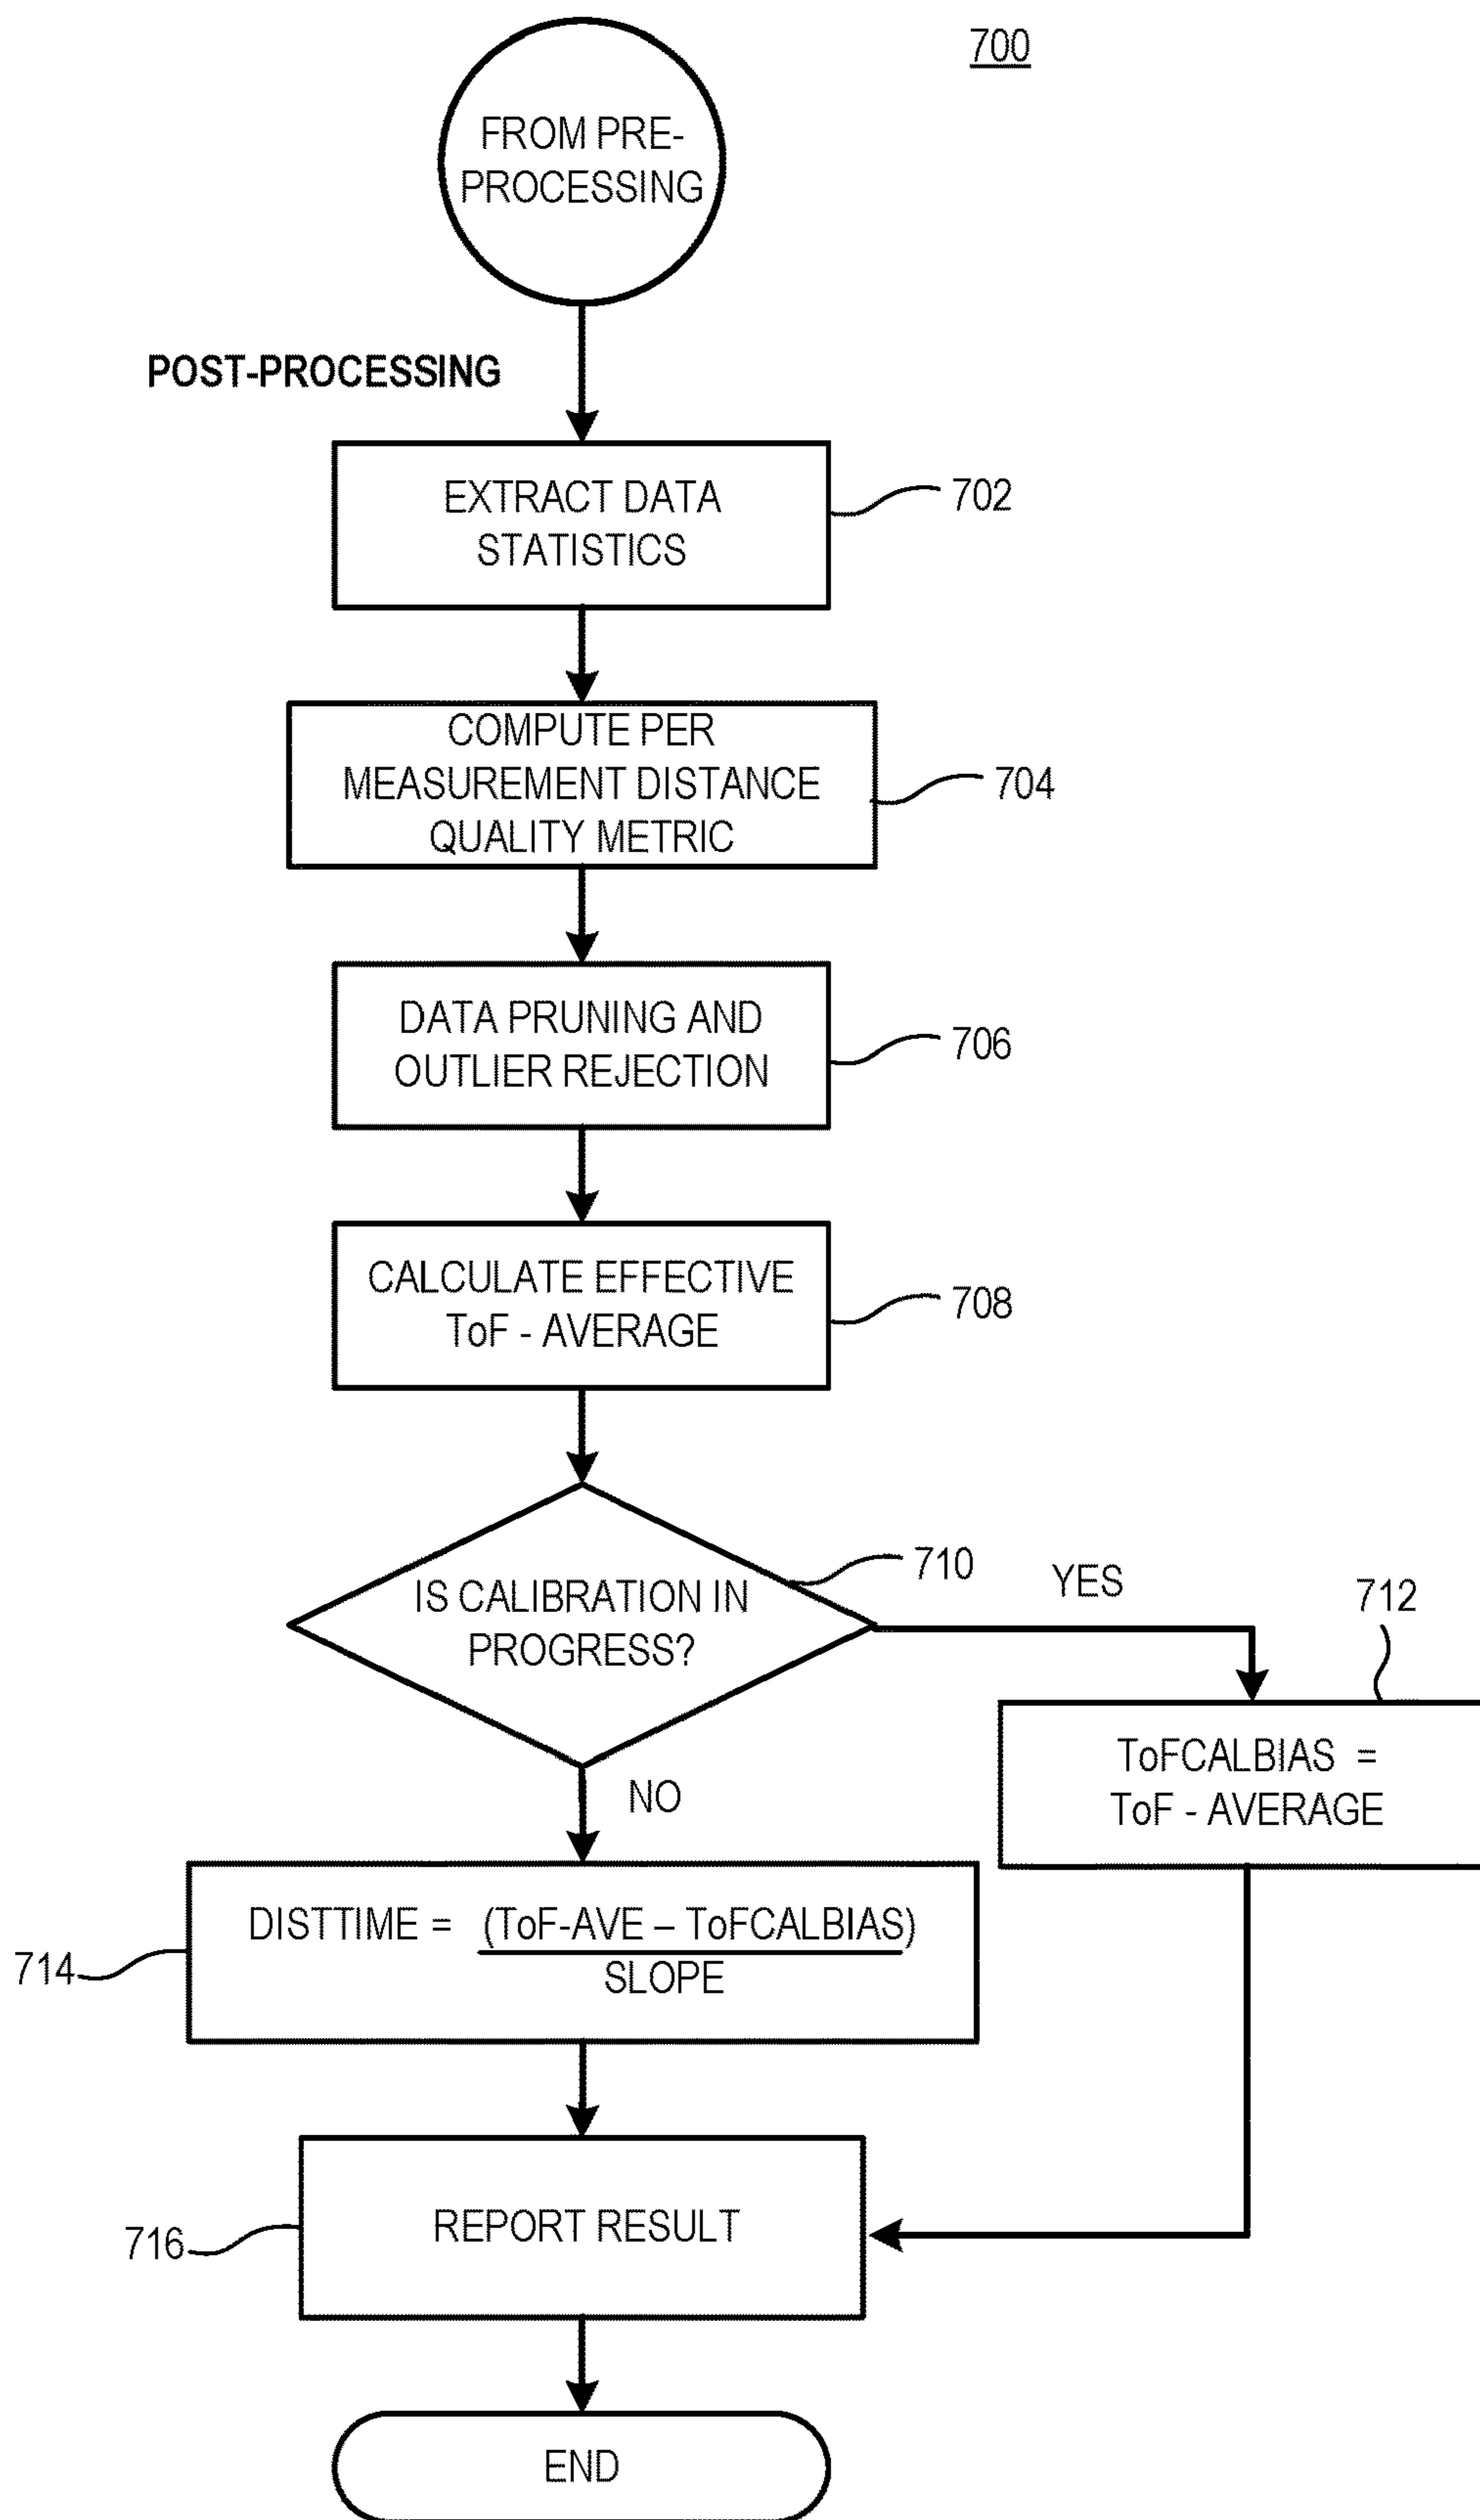 700
FROM PRE-
PROCESSING
POST-PROCESSING
EXTRACT DATA
STATISTICS
702
COMPUTE PER
MEASUREMENT DISTANCE
QUALITY METRIC
704
DATA PRUNING AND
OUTLIER REJECTION
706
CALCULATE EFFECTIVE
ToF - AVERAGE
708
IS CALIBRATION IN
PROGRESS?
710
YES
712
ToFCALBIAS =
ToF - AVERAGE
NO
DISTTIME = (ToF-AVE – ToFCALBIAS)
SLOPE
714
REPORT RESULT
716
END